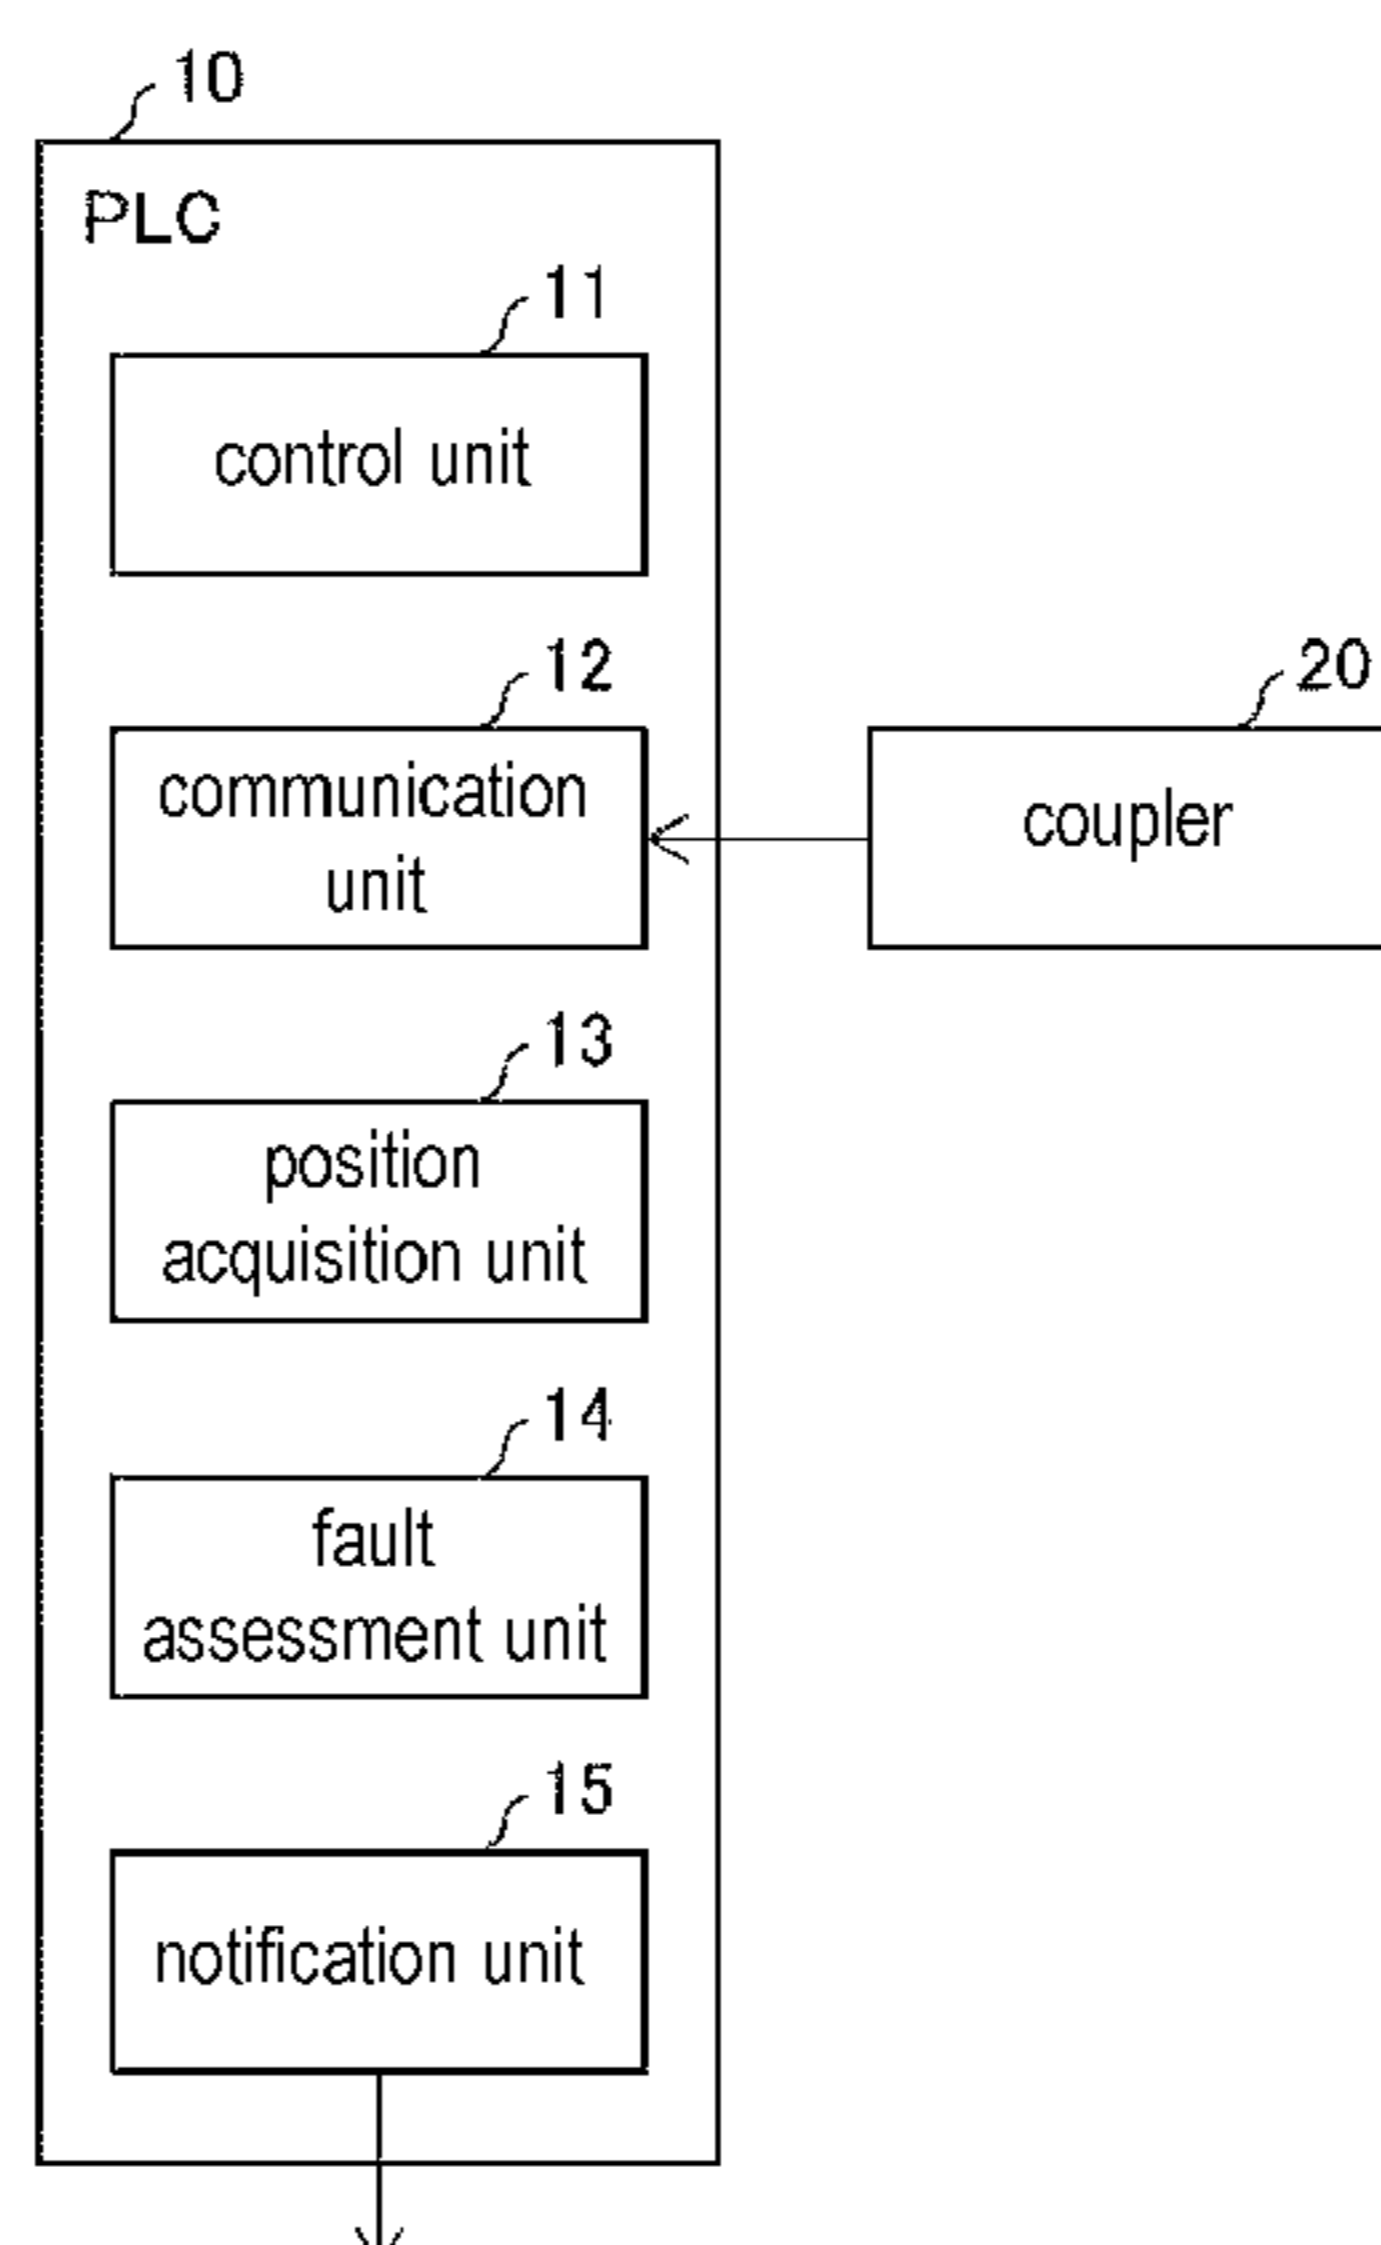 10
PLC
11
control unit
12
communication
unit
20
coupler
13
position
acquisition unit
14
fault
assessment unit
15
notification unit